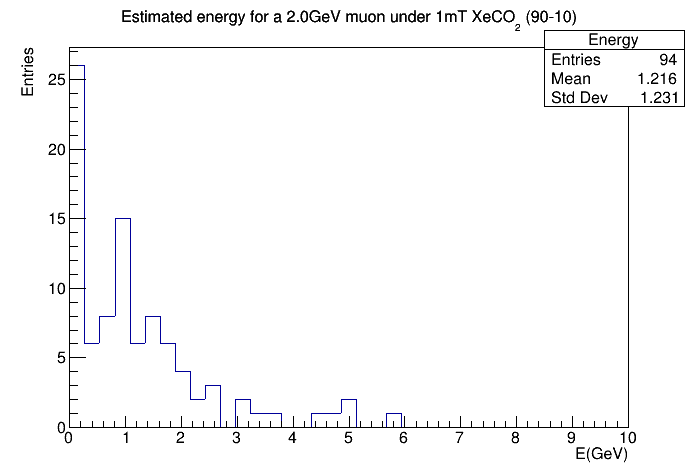 Estimated energy for a 2.0GeV muon under 1mT XeCO2 (90-10)
Energy
Entries 94
Mean 1.216
Std Dev 1.231
Entries
25
20
15
10
5
0
0 1 2 3 4 5 6 7 8 9 10
E(GeV)